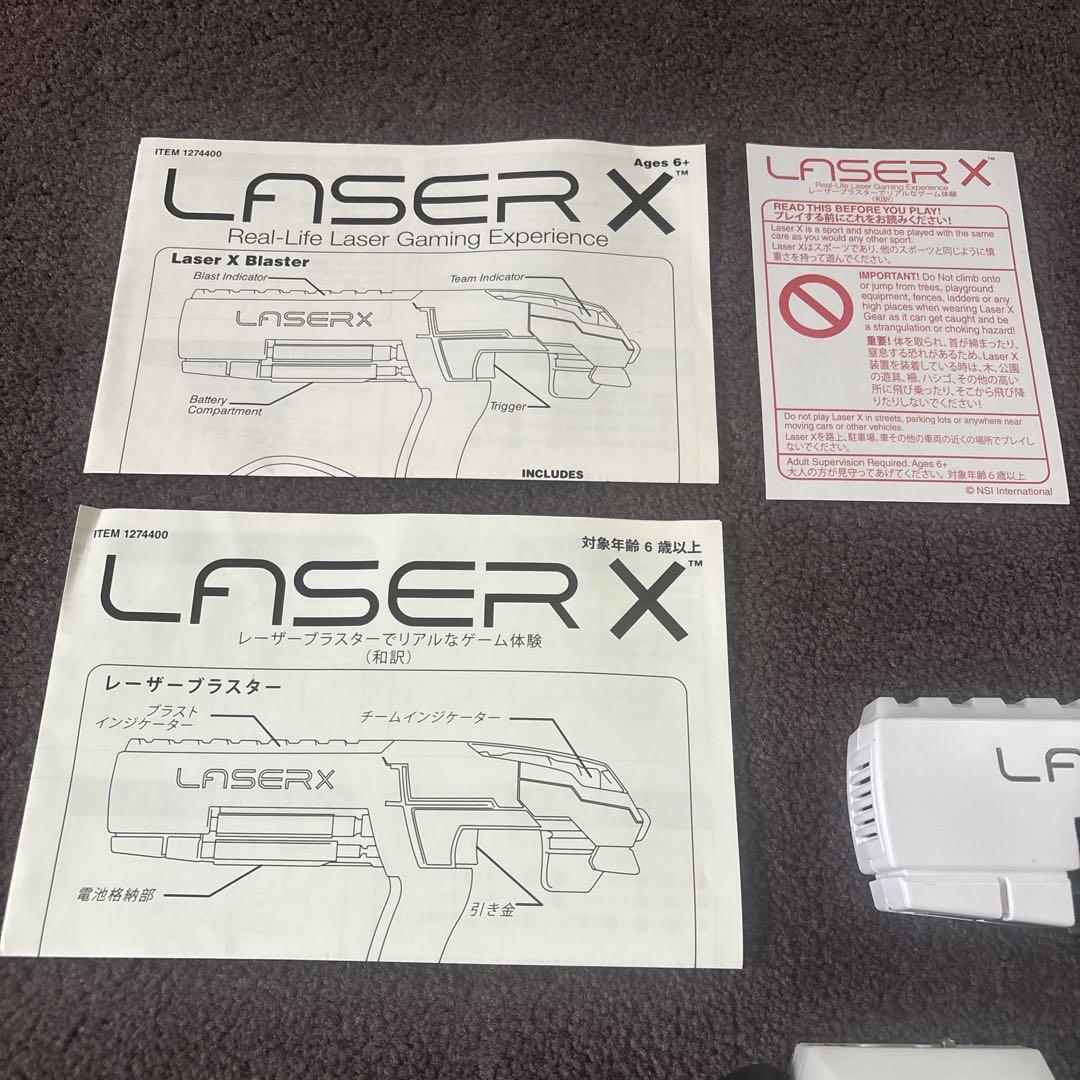 ITEM 1274400
Ages 6+
LASER X™
Real-Life Laser Gaming Experience
Laser X Blaster
Blast Indicator
Team Indicator
LASER X
Battery
Compartment
Trigger
INCLUDES
LASER X™
Real-Life Laser Gaming Experience
レーザーブラスターでリアルなゲーム体験
(和訳)
READ THIS BEFORE YOU PLAY!
プレイする前にこれをお読みください!
Laser X is a sport and should be played with the same
care as you would any other sport.
Laser Xはスポーツであり、他のスポーツと同じように慎
重さを持って遊んでください。
IMPORTANT! Do Not climb onto
or jump from trees, playground
equipment, fences, ladders or any
high places when wearing Laser X
Gear as it can get caught and be
a strangulation or choking hazard!
重要! 体を取られ、首が締まったり、
窒息する恐れがあるため、Laser X
装置を装着している時は、木、公園
の遊具、柵、ハシゴ、その他の高い
所に飛び乗ったり、そこから飛び降
りたりしないでください!
Do not play Laser X in streets, parking lots or anywhere near
moving cars or other vehicles.
Laser Xを路上、駐車場、車その他の車両の近くの場所でプレイし
ないでください。
Adult Supervision Required. Ages 6+
大人の方が見守ってあげてください。対象年齢6歳以上
© NSI International
ITEM 1274400
対象年齢 6 歳以上
LASER X™
レーザーブラスターでリアルなゲーム体験
(和訳)
レーザーブラスター
ブラスト
インジケーター
チームインジケーター
LASER X
電池格納部
引き金
LA